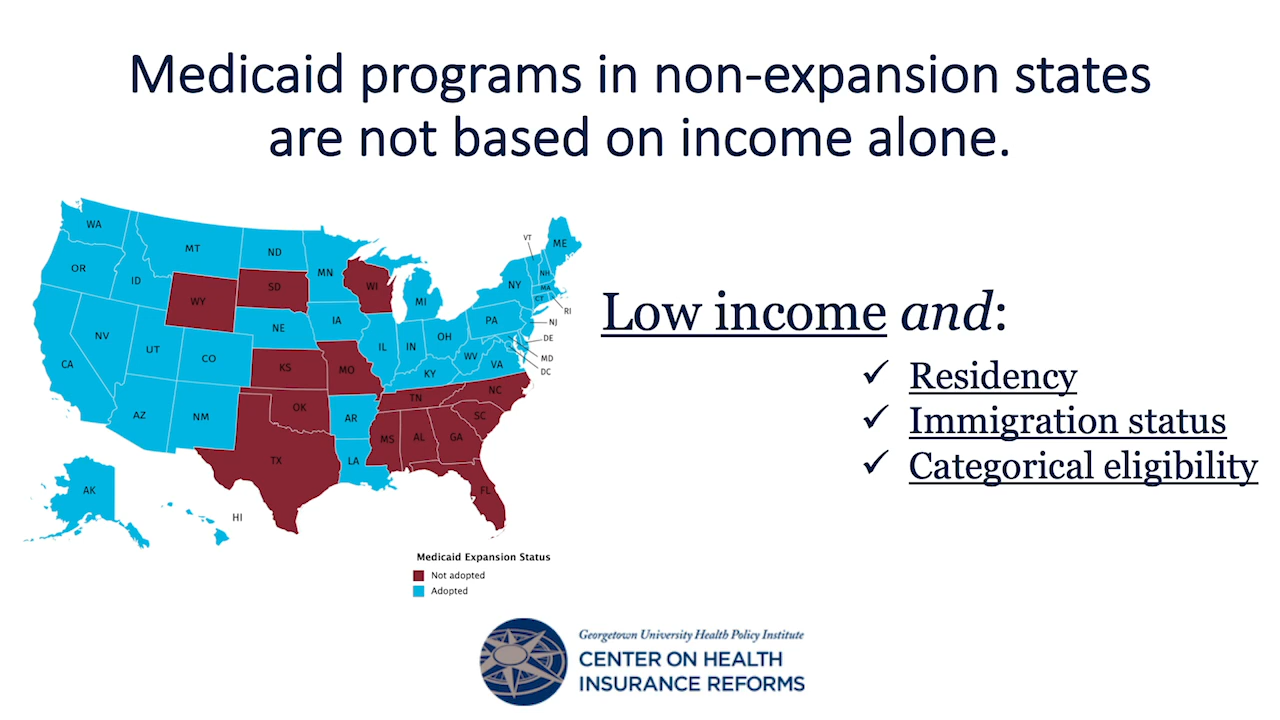 Medicaid programs in non-expansion states
are not based on income alone.
WA
MT
ND
MN
VT
ME
OR
ID
WY
SD
WI
MI
NY
NH
MA
CT
RI
NV
UT
CO
NE
IA
IL
IN
OH
PA
NJ
DE
MD
DC
CA
AZ
NM
KS
MO
KY
WV
VA
OK
AR
TN
NC
SC
TX
LA
MS
AL
GA
FL
AK
HI
Medicaid Expansion Status
Not adopted
Adopted
Low income and:
✓ Residency
✓ Immigration status
✓ Categorical eligibility
Georgetown University Health Policy Institute
CENTER ON HEALTH
INSURANCE REFORMS